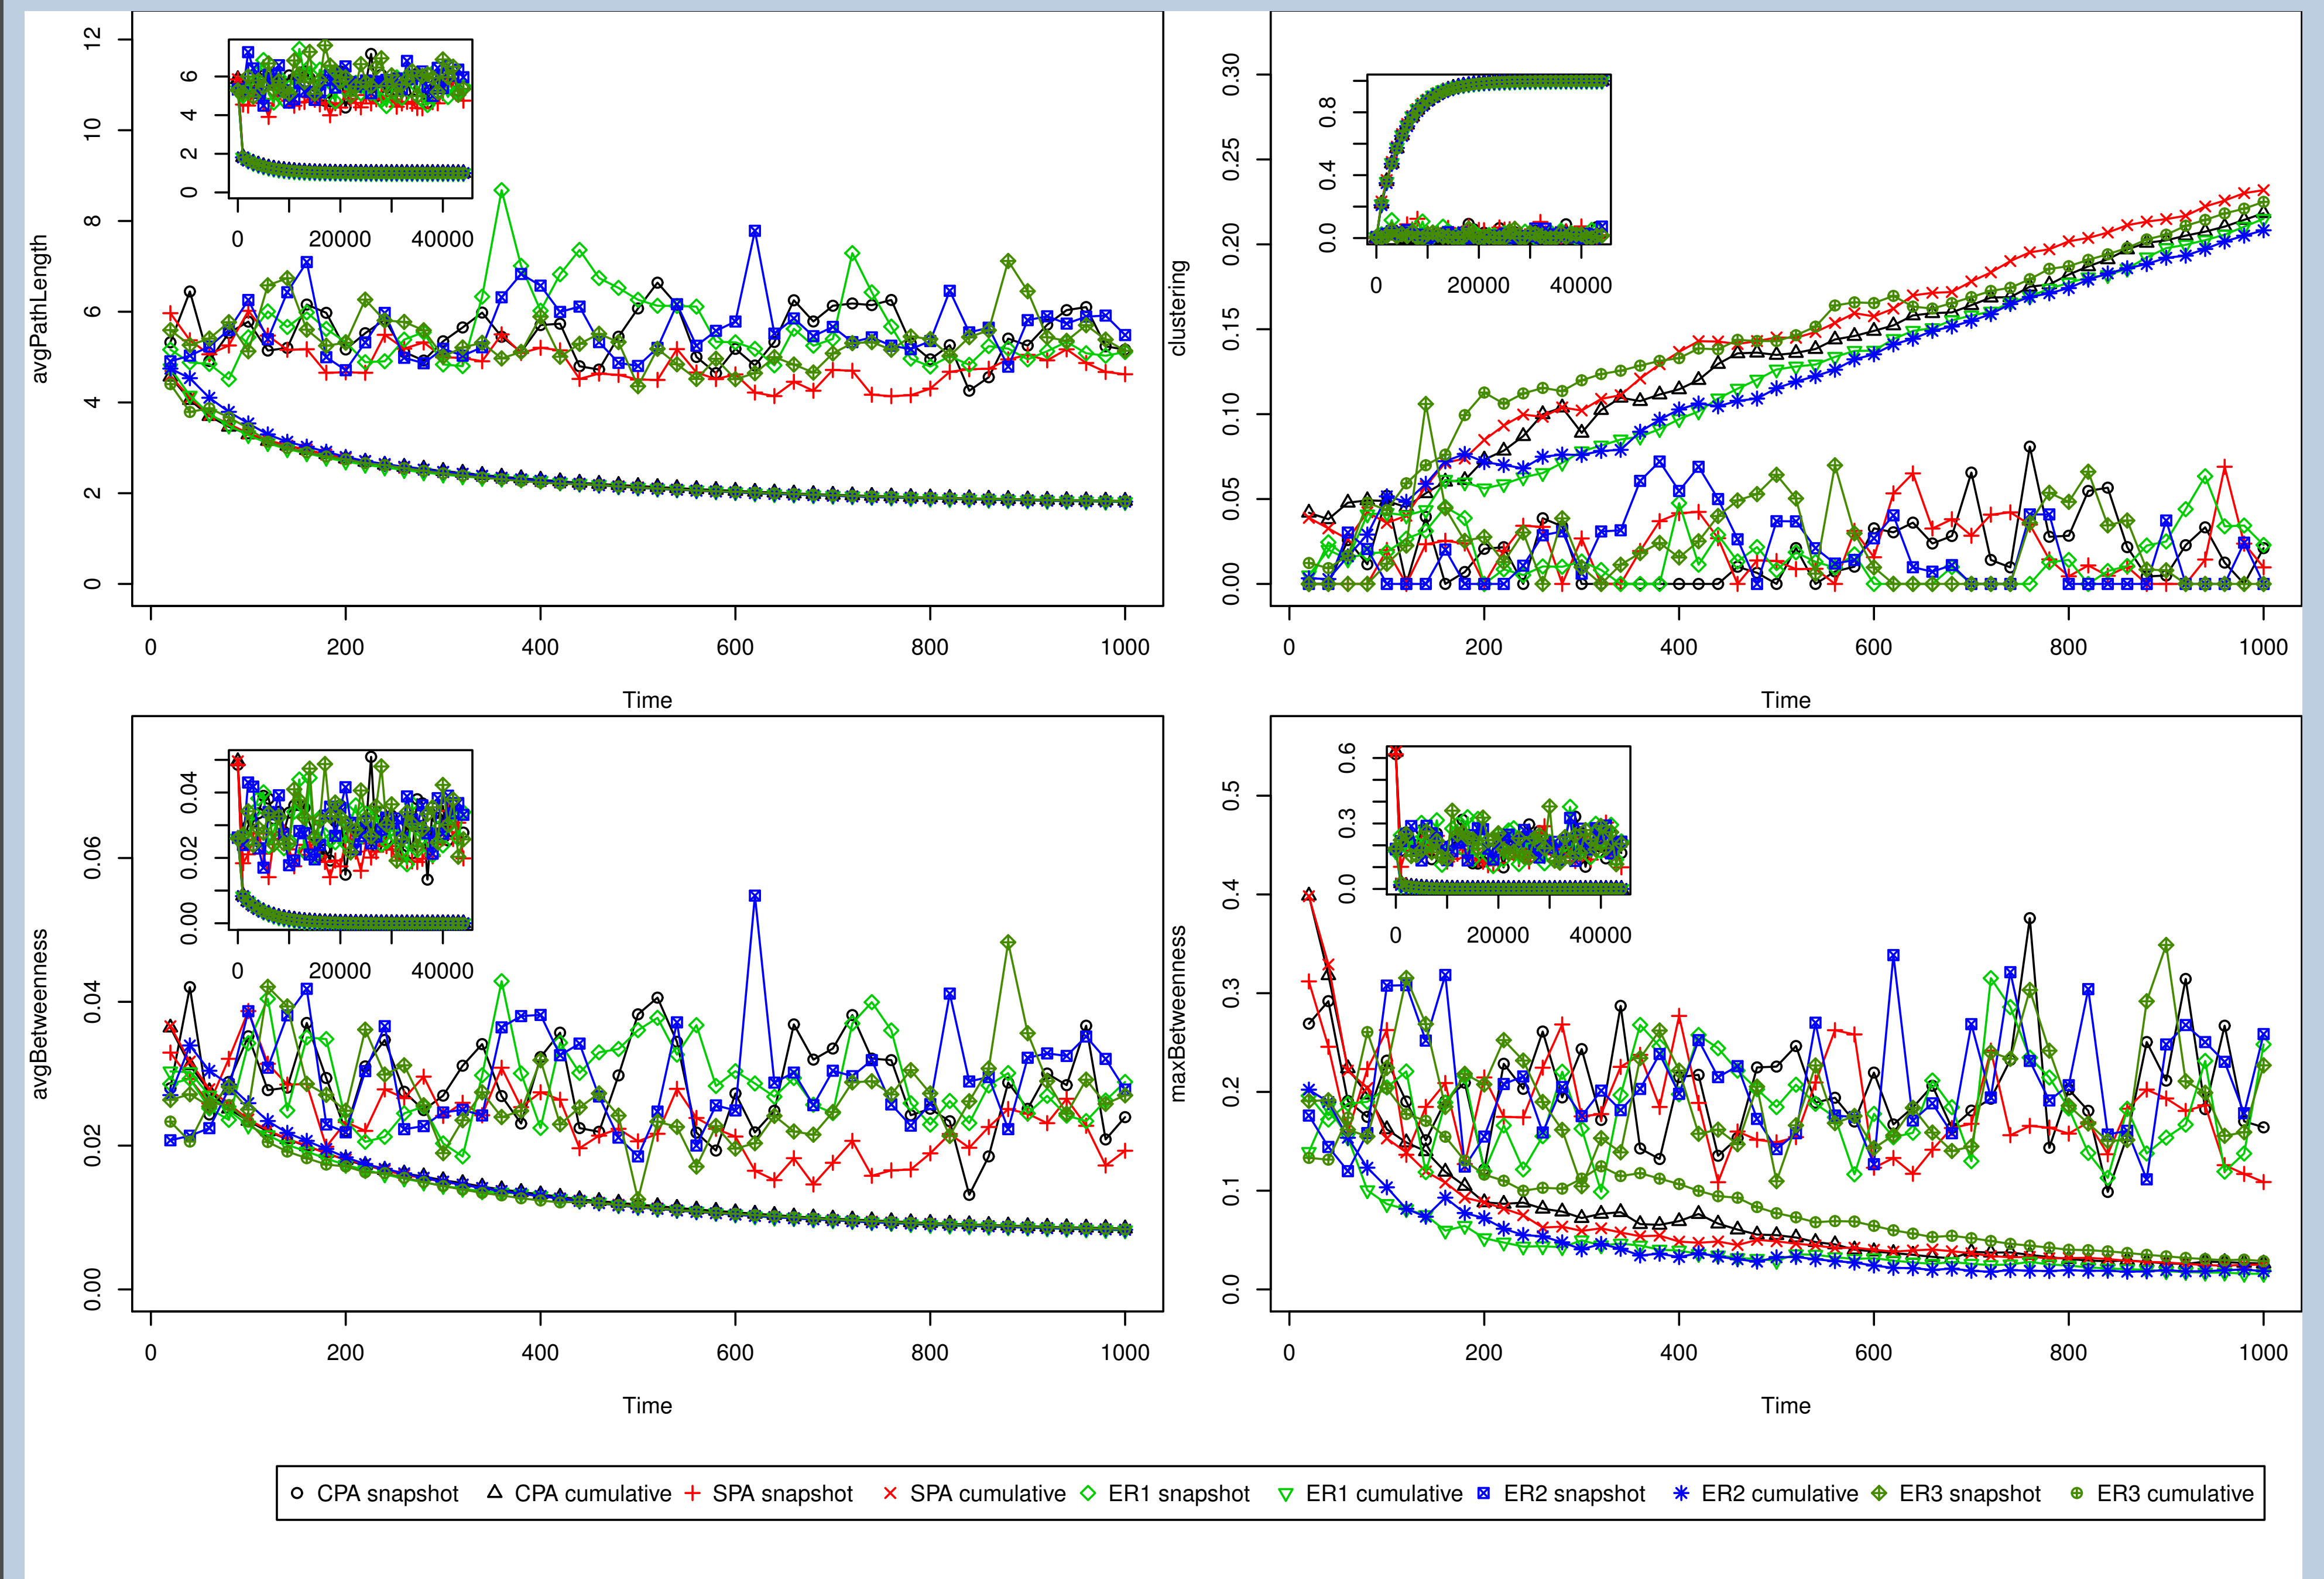 avgPathLength
0 2 4 6 8 10 12
0 200 400 600 800 1000
Time
0 2 4 6
0 20000 40000
clustering
0.00 0.05 0.10 0.15 0.20 0.25 0.30
0 200 400 600 800 1000
Time
0.0 0.4 0.8
0 20000 40000
avgBetweenness
0.00 0.02 0.04 0.06
0 200 400 600 800 1000
Time
0.00 0.02 0.04
0 20000 40000
maxBetweenness
0.0 0.1 0.2 0.3 0.4 0.5
0 200 400 600 800 1000
Time
0.0 0.3 0.6
0 20000 40000
CPA snapshot CPA cumulative SPA snapshot SPA cumulative ER1 snapshot ER1 cumulative ER2 snapshot ER2 cumulative ER3 snapshot ER3 cumulative